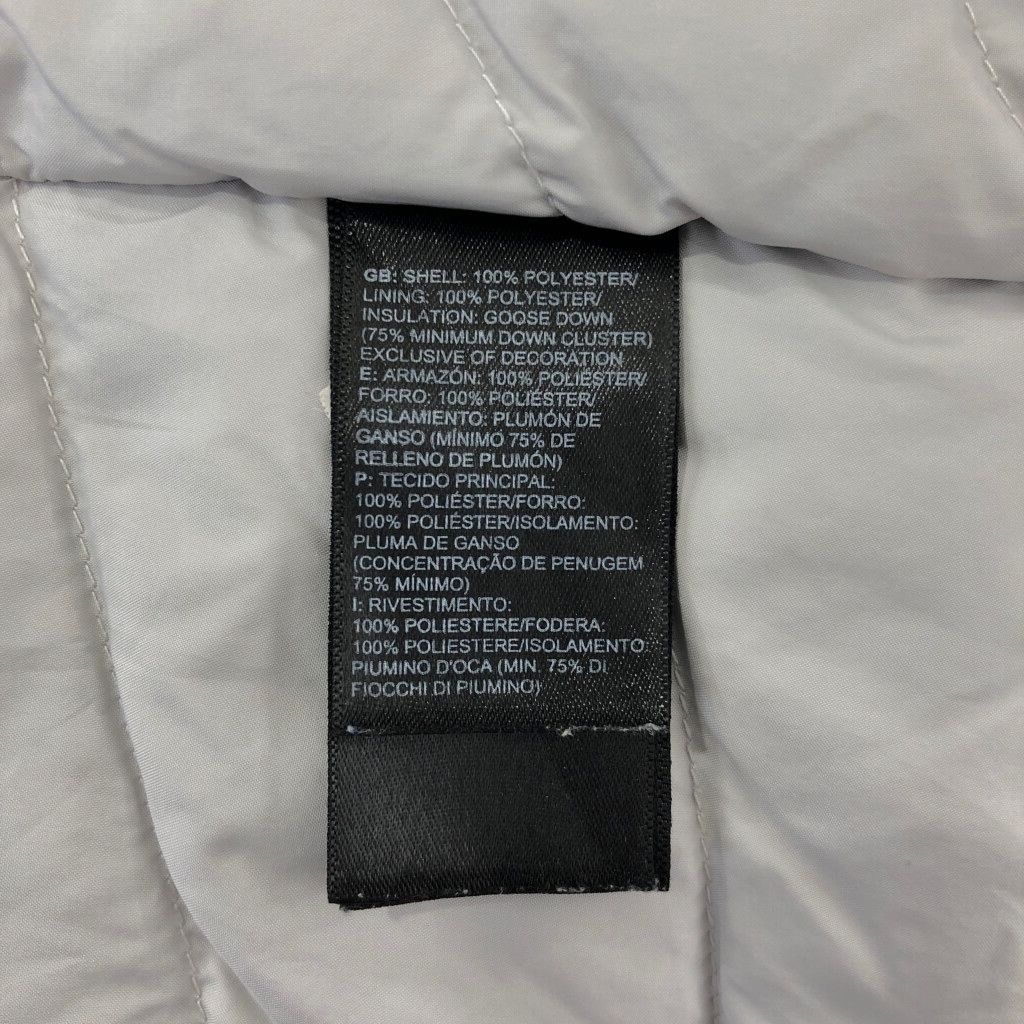 GB: SHELL: 100% POLYESTER/
LINING: 100% POLYESTER/
INSULATION: GOOSE DOWN
(75% MINIMUM DOWN CLUSTER)
EXCLUSIVE OF DECORATION
E: ARMAZÓN: 100% POLIÉSTER/
FORRO: 100% POLIÉSTER/
AISLAMIENTO: PLUMÓN DE
GANSO (MÍNIMO 75% DE
RELLENO DE PLUMÓN)
P: TECIDO PRINCIPAL:
100% POLIÉSTER/FORRO:
100% POLIÉSTER/ISOLAMENTO:
PLUMA DE GANSO
(CONCENTRAÇÃO DE PENUGEM
75% MÍNIMO)
I: RIVESTIMENTO:
100% POLIESTERE/FODERA:
100% POLIESTERE/ISOLAMENTO:
PIUMINO D'OCA (MIN. 75% DI
FIOCCHI DI PIUMINO)